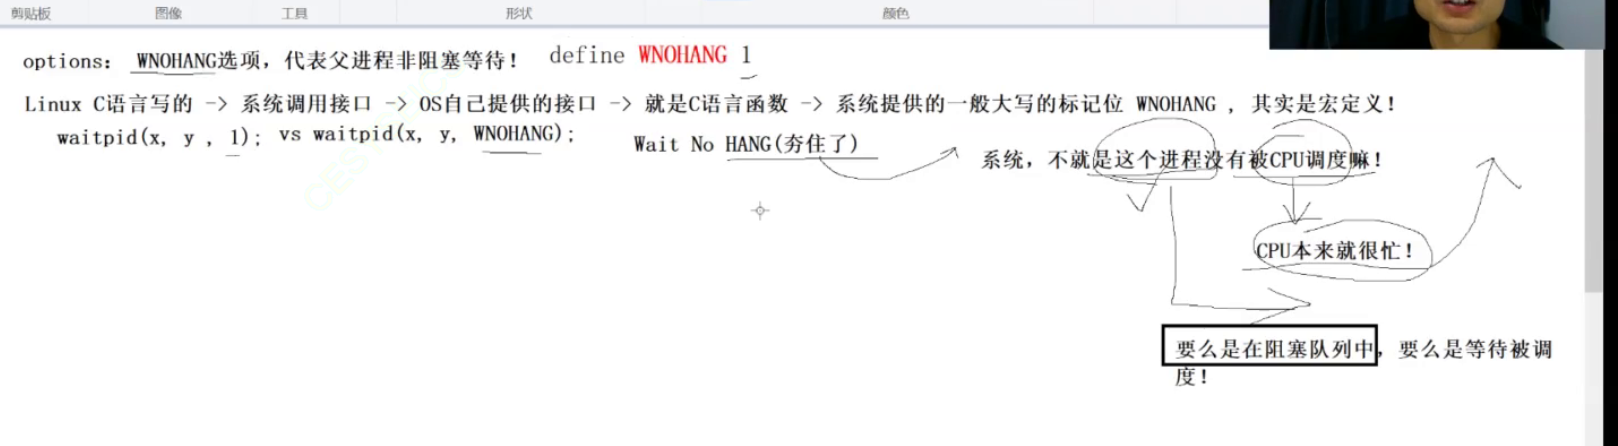 剪贴板 图像 工具 形状 颜色
options: WNOHANG选项，代表父进程非阻塞等待！ define WNOHANG 1
Linux C语言写的 -> 系统调用接口 -> OS自己提供的接口 -> 就是C语言函数 -> 系统提供的一般大写的标记位 WNOHANG ，其实是宏定义！
waitpid(x, y , 1); vs waitpid(x, y, WNOHANG);
Wait No HANG(夯住了)
系统，不就是这个进程没有被CPU调度嘛！
CPU本来就很忙！
要么是在阻塞队列中，要么是等待被调
度！